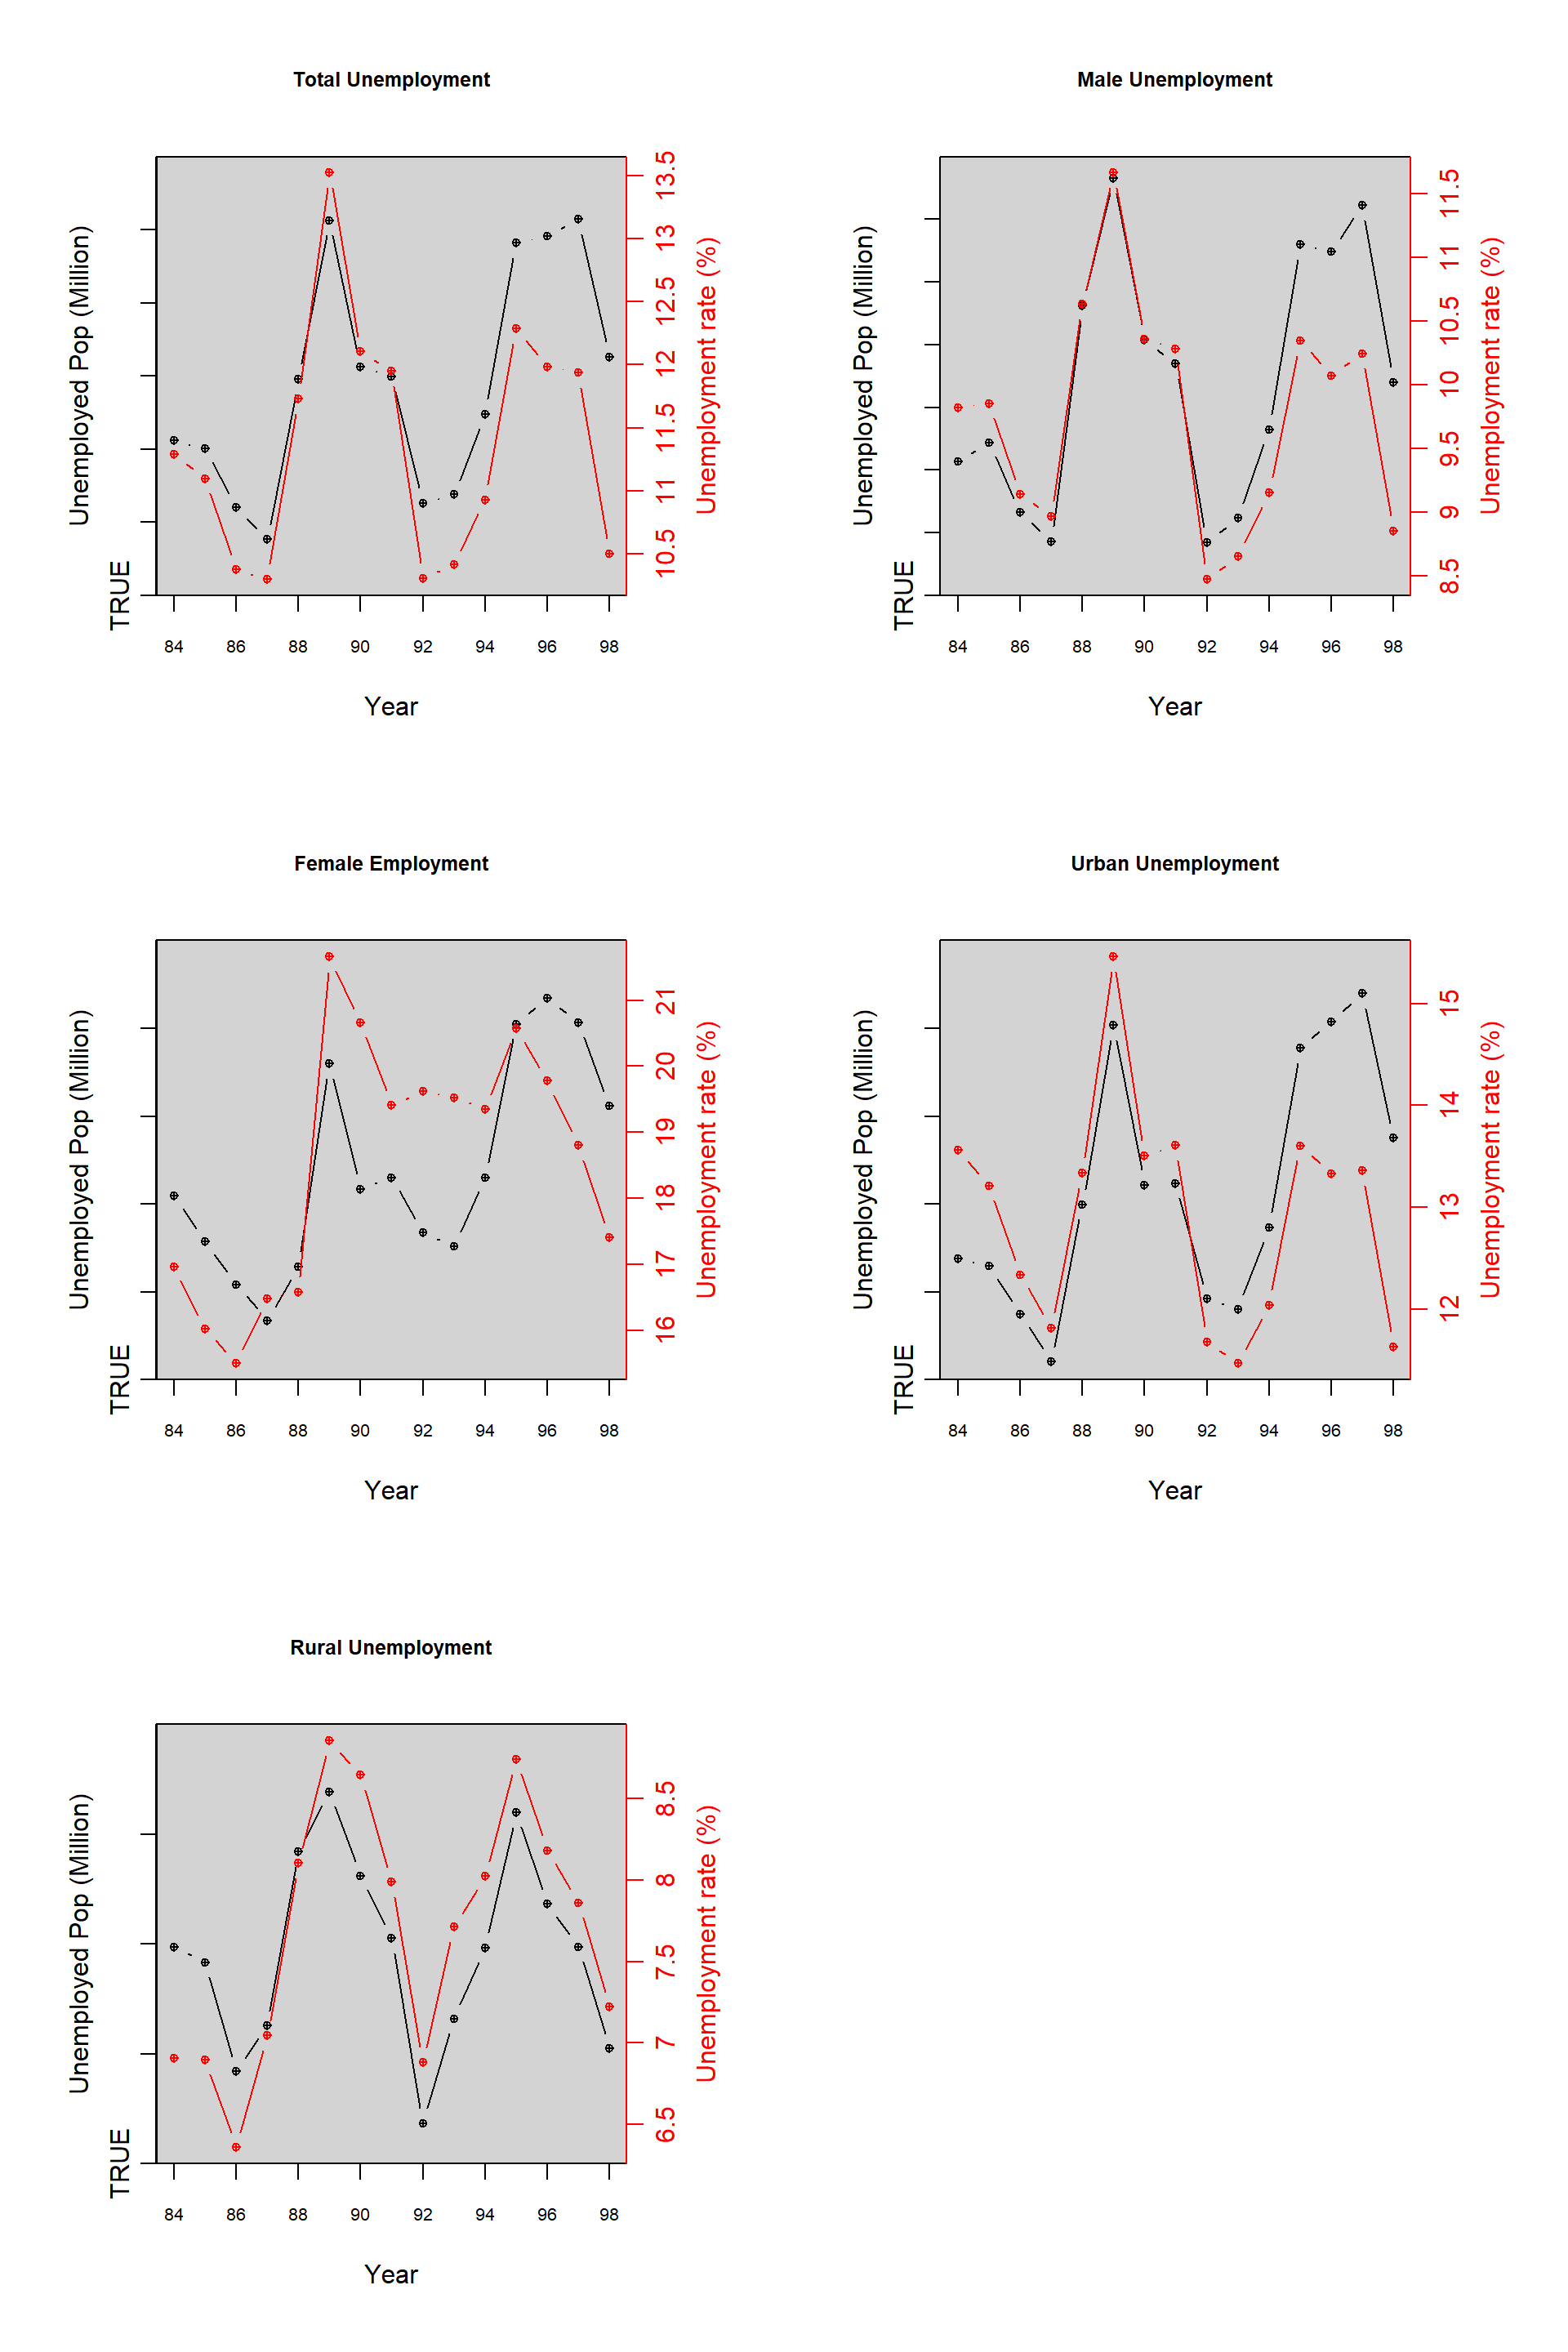 Total Unemployment
Unemployed Pop (Million)
TRUE
84 86 88 90 92 94 96 98
Year
10.5 11 11.5 12 12.5 13 13.5
Unemployment rate (%)
Male Unemployment
Unemployed Pop (Million)
TRUE
84 86 88 90 92 94 96 98
Year
8.5 9 9.5 10 10.5 11 11.5
Unemployment rate (%)
Female Employment
Unemployed Pop (Million)
TRUE
84 86 88 90 92 94 96 98
Year
16 17 18 19 20 21
Unemployment rate (%)
Urban Unemployment
Unemployed Pop (Million)
TRUE
84 86 88 90 92 94 96 98
Year
12 13 14 15
Unemployment rate (%)
Rural Unemployment
Unemployed Pop (Million)
TRUE
84 86 88 90 92 94 96 98
Year
6.5 7 7.5 8 8.5
Unemployment rate (%)